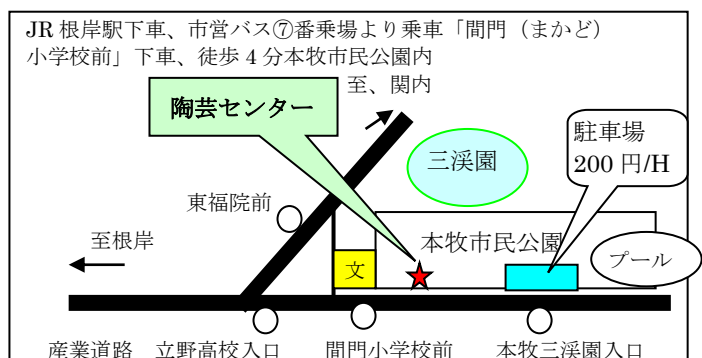 JR 根岸駅下車、市営バス⑦番乗場より乗車「間門（まかど）
小学校前」下車、徒歩 4 分本牧市民公園内
至、関内
陶芸センター
駐車場
200 円/H
三渓園
東福院前
至根岸
本牧市民公園
文
プール
産業道路　立野高校入口　間門小学校前　本牧三渓園入口